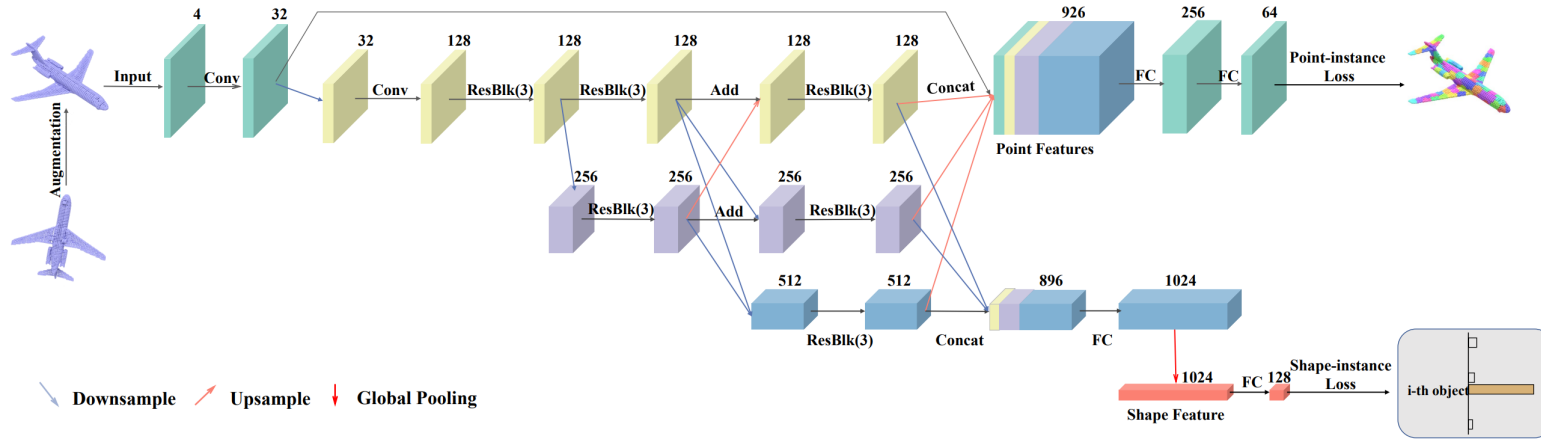 4
32
926
256
64
32
128
128
128
128
128
Input
Conv
Conv
ResBlk(3)
ResBlk(3)
Add
ResBlk(3)
Concat
FC
FC
Point-instance
Loss
Point Features
Augmentation
256
256
256
256
ResBlk(3)
Add
ResBlk(3)
512
512
896
1024
ResBlk(3)
Concat
FC
1024
FC
128
Shape-instance
Loss
Shape Feature
i-th object
Downsample
Upsample
Global Pooling